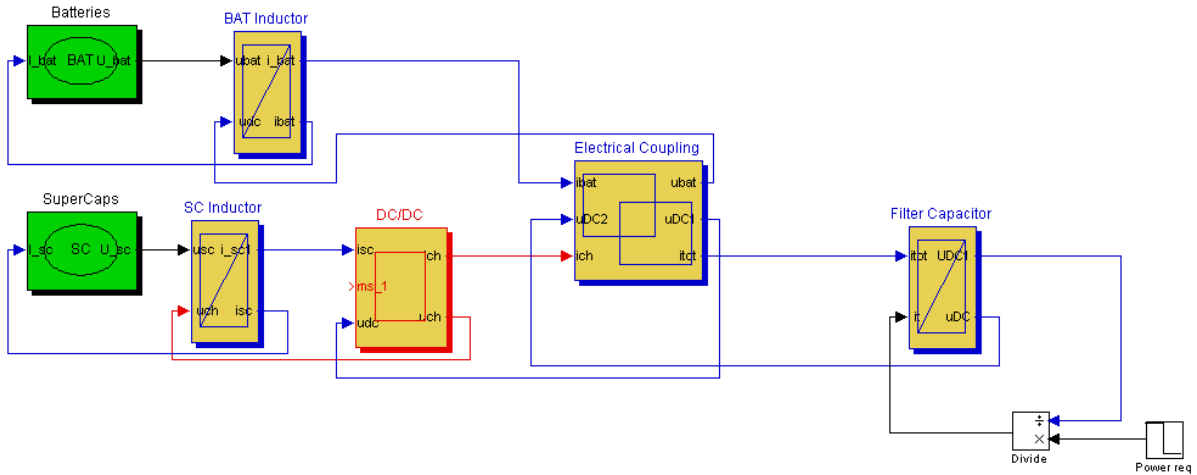 Batteries
BAT Inductor
I_bat BAT U_bat
ubat i_bat
udc ibat
Electrical Coupling
ibat ubat
uDC2 uDC1
ich itot
SuperCaps
I_sc SC U_sc
SC Inductor
usc i_sc1
uch isc
DC/DC
isc ich
ms_1
udc uch
Filter Capacitor
itot UDC1
it uDC
÷
×
Divide
Power req